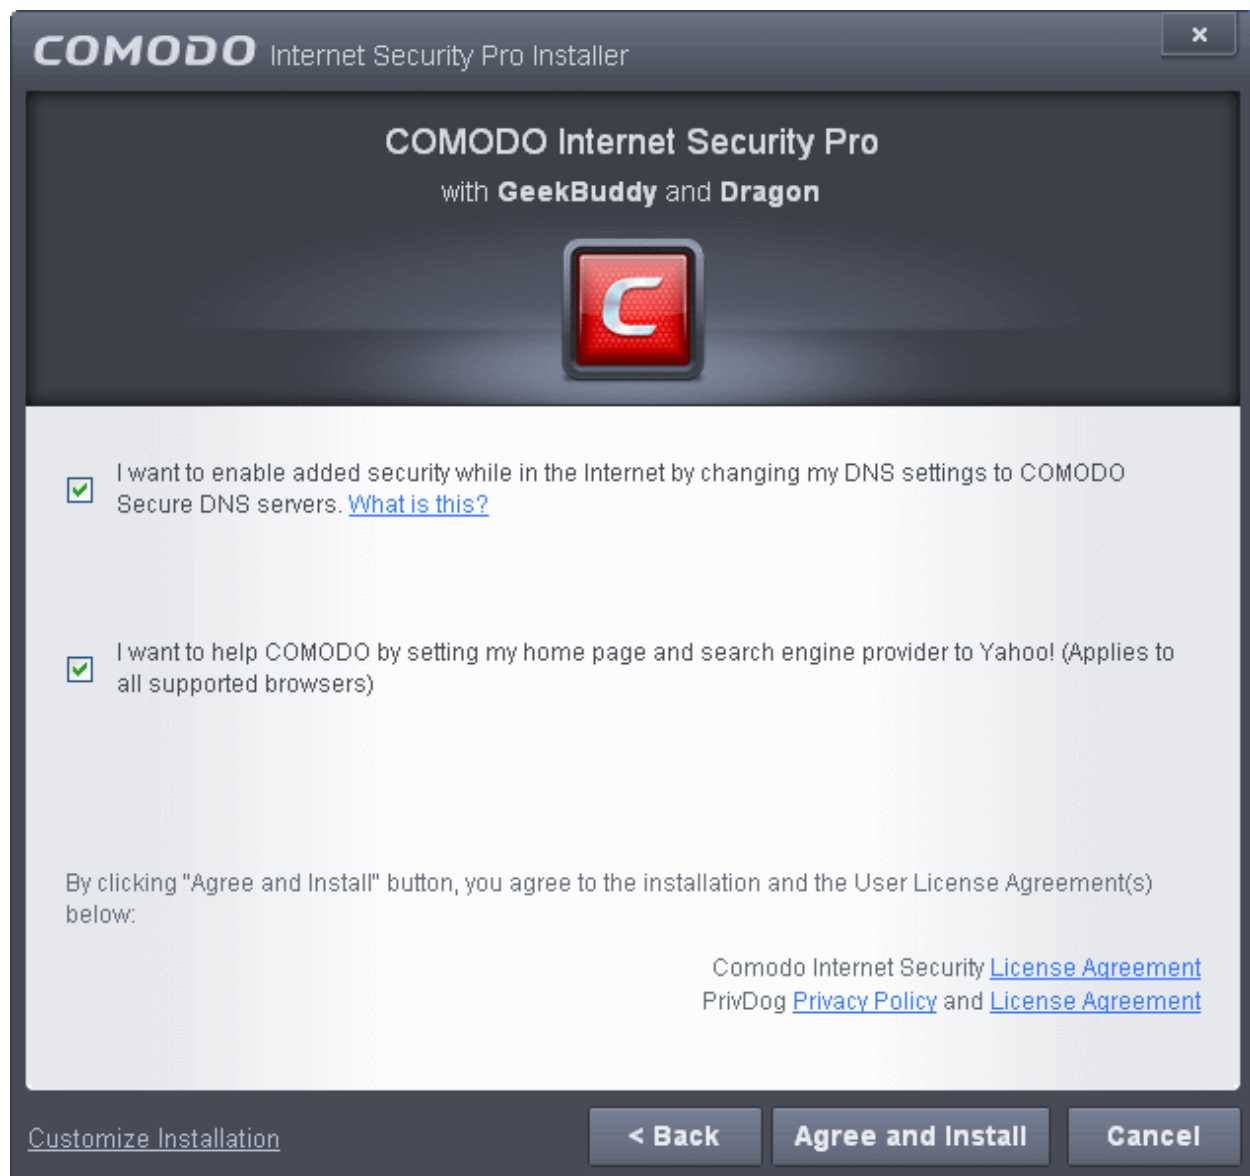 COMODO Internet Security Pro Installer
x
COMODO Internet Security Pro
with GeekBuddy and Dragon
C
I want to enable added security while in the Internet by changing my DNS settings to COMODO
Secure DNS servers. What is this?
I want to help COMODO by setting my home page and search engine provider to Yahoo! (Applies to
all supported browsers)
By clicking "Agree and Install" button, you agree to the installation and the User License Agreement(s)
below:
Comodo Internet Security License Agreement
PrivDog Privacy Policy and License Agreement
Customize Installation
< Back
Agree and Install
Cancel